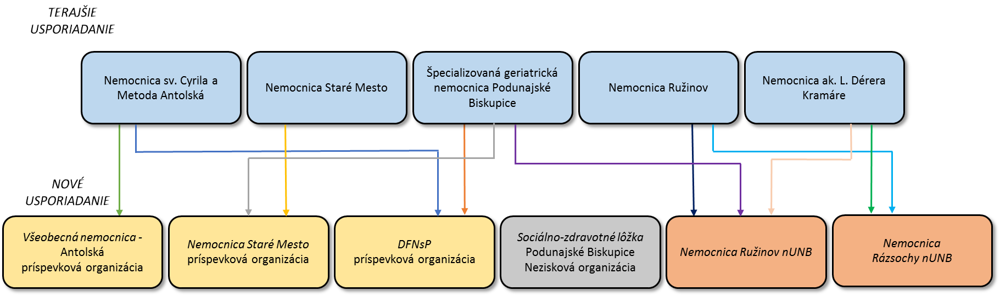 TERAJŠIE
USPORIADANIE
Nemocnica sv. Cyrila a
Metoda Antolská
Nemocnica Staré Mesto
Špecializovaná geriatrická
nemocnica Podunajské
Biskupice
Nemocnica Ružinov
Nemocnica ak. L. Dérera
Kramáre
NOVÉ
USPORIADANIE
Všeobecná nemocnica -
Antolská
príspevková organizácia
Nemocnica Staré Mesto
príspevková organizácia
DFNsP
príspevková organizácia
Sociálno-zdravotné lôžka
Podunajské Biskupice
Nezisková organizácia
Nemocnica Ružinov nUNB
Nemocnica
Rázsochy nUNB